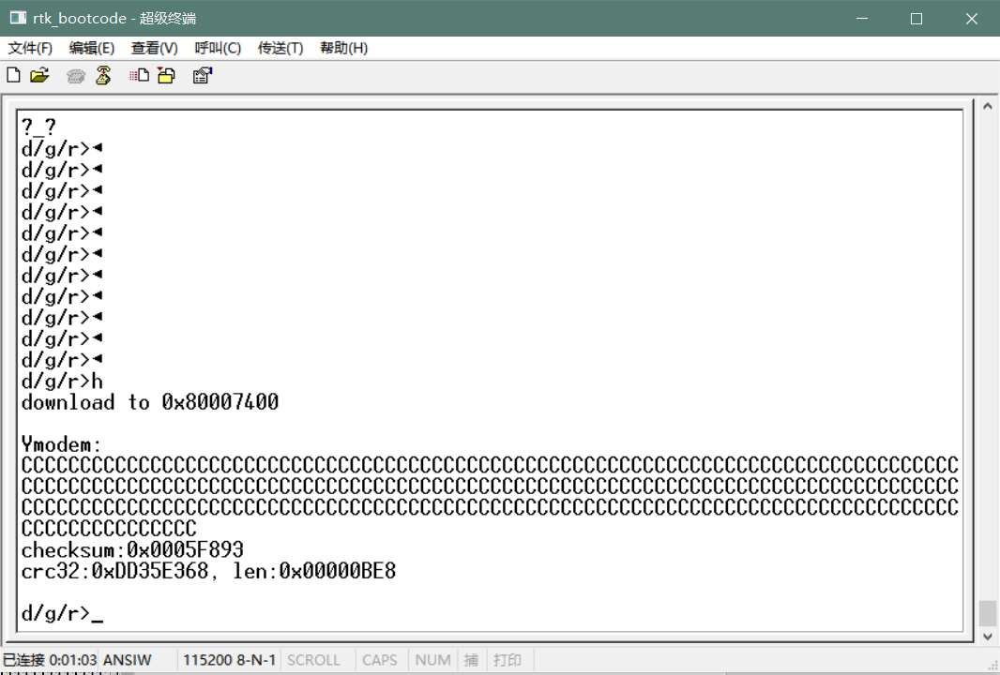 rtk_bootcode - 超级终端
文件(F) 编辑(E) 查看(V) 呼叫(C) 传送(T) 帮助(H)
?_?
d/g/r>◄
d/g/r>◄
d/g/r>◄
d/g/r>◄
d/g/r>◄
d/g/r>◄
d/g/r>◄
d/g/r>◄
d/g/r>◄
d/g/r>◄
d/g/r>◄
d/g/r>h
download to 0x80007400
Ymodem:
CCCCCCCCCCCCCCCCCCCCCCCCCCCCCCCCCCCCCCCCCCCCCCCCCCCCCCCCCCCCCCCCCCCCCCCCCCCCCCCC
CCCCCCCCCCCCCCCCCCCCCCCCCCCCCCCCCCCCCCCCCCCCCCCCCCCCCCCCCCCCCCCCCCCCCCCCCCCCCCCC
CCCCCCCCCCCCCCCCCCCCCCCCCCCCCCCCCCCCCCCCCCCCCCCCCCCCCCCCCCCCCCCCCCCCCCCCCCCCCCCC
CCCCCCCCCCCCCCC
checksum:0x0005F893
crc32:0xDD35E368, len:0x00000BE8
d/g/r>_
已连接 0:01:03 ANSIW 115200 8-N-1 SCROLL CAPS NUM 捕 打印